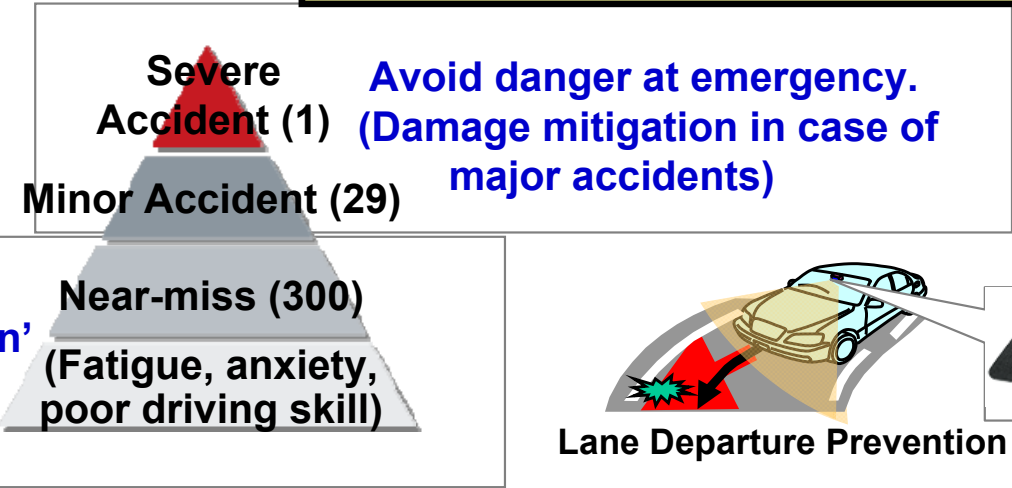 Severe
Accident (1)
Avoid danger at emergency.
(Damage mitigation in case of
major accidents)
Minor Accident (29)
Near-miss (300)
n’
(Fatigue, anxiety,
poor driving skill)
Lane Departure Prevention